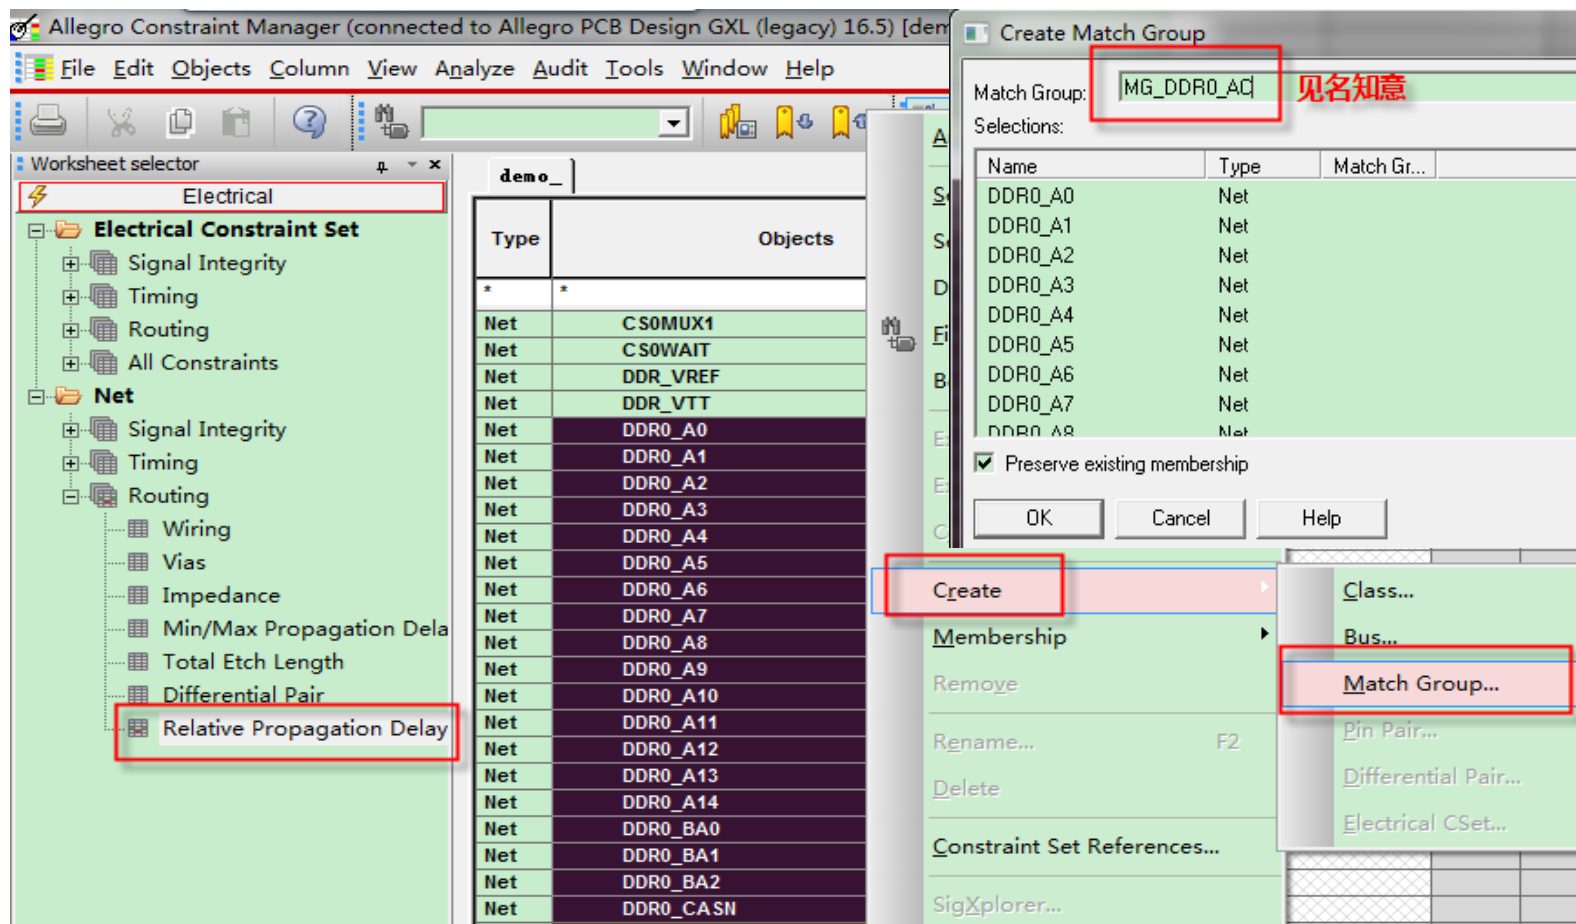 Allegro Constraint Manager (connected to Allegro PCB Design GXL (legacy) 16.5) [dem
File Edit Objects Column View Analyze Audit Tools Window Help
Worksheet selector
Electrical
Electrical Constraint Set
Signal Integrity
Timing
Routing
All Constraints
Net
Signal Integrity
Timing
Routing
Wiring
Vias
Impedance
Min/Max Propagation Dela
Total Etch Length
Differential Pair
Relative Propagation Delay
demo_
Type Objects
* *
Net CS0MUX1
Net CS0WAIT
Net DDR_VREF
Net DDR_VTT
Net DDR0_A0
Net DDR0_A1
Net DDR0_A2
Net DDR0_A3
Net DDR0_A4
Net DDR0_A5
Net DDR0_A6
Net DDR0_A7
Net DDR0_A8
Net DDR0_A9
Net DDR0_A10
Net DDR0_A11
Net DDR0_A12
Net DDR0_A13
Net DDR0_A14
Net DDR0_BA0
Net DDR0_BA1
Net DDR0_BA2
Net DDR0_CASN
Create Match Group
Match Group: MG_DDR0_AC 见名知意
Selections:
Name Type Match Gr...
DDR0_A0 Net
DDR0_A1 Net
DDR0_A2 Net
DDR0_A3 Net
DDR0_A4 Net
DDR0_A5 Net
DDR0_A6 Net
DDR0_A7 Net
DDR0_A8 Net
Preserve existing membership
OK Cancel Help
Create
Membership
Remove
Rename... F2
Delete
Constraint Set References...
SigXplorer...
Class...
Bus...
Match Group...
Pin Pair...
Differential Pair...
Electrical CSet...